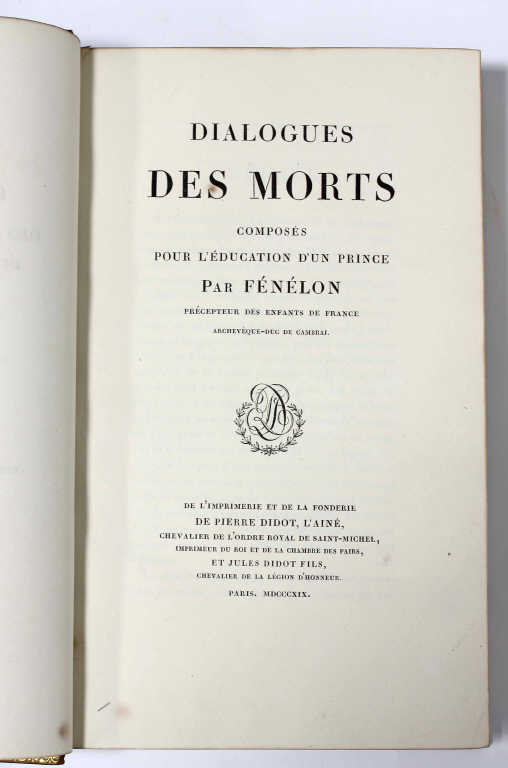 DIALOGUES
DES MORTS
COMPOSÉS
POUR L'ÉDUCATION D'UN PRINCE
PAR FÉNÉLON
PRÉCEPTEUR DES ENFANTS DE FRANCE
ARCHEVÊQUE-DUC DE CAMBRAI.
DE L'IMPRIMERIE ET DE LA FONDERIE
DE PIERRE DIDOT, L'AINÉ,
CHEVALIER DE L'ORDRE ROYAL DE SAINT-MICHEL,
IMPRIMEUR DU ROI ET DE LA CHAMBRE DES PAIRS,
ET JULES DIDOT FILS,
CHEVALIER DE LA LÉGION D'HONNEUR.
PARIS. MDCCCXIX.